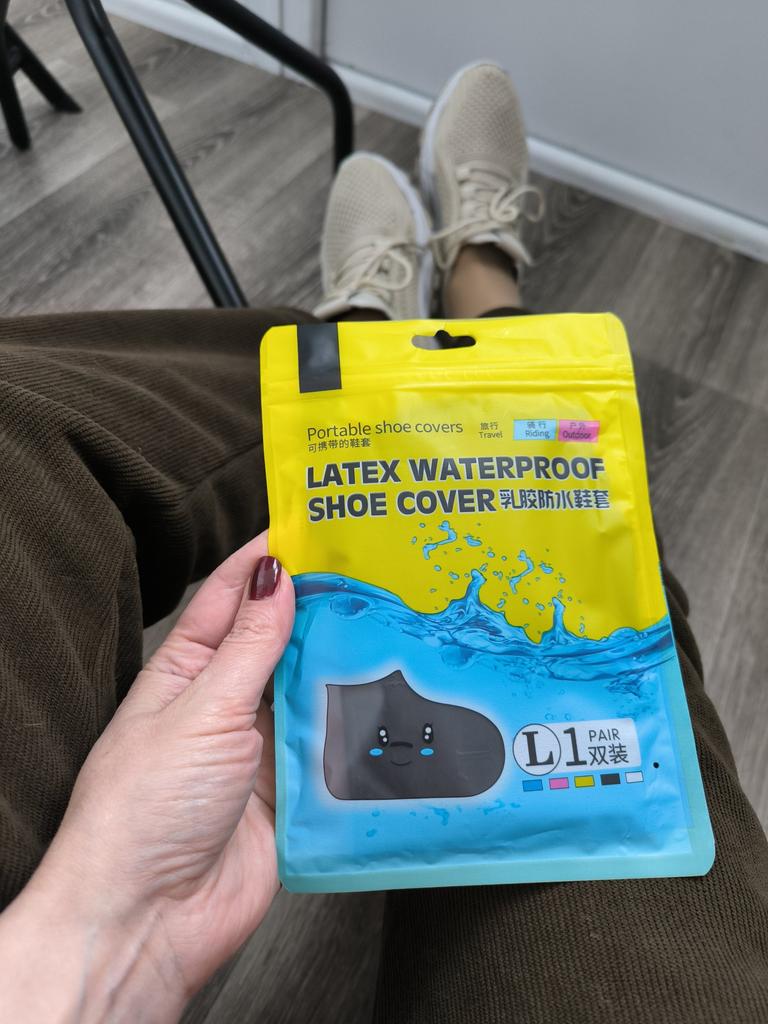 Portable shoe covers
可携带的鞋套
旅行
Travel
骑行
Riding
户外
Outdoor
LATEX WATERPROOF
SHOE COVER 乳胶防水鞋套
L 1 PAIR
双装